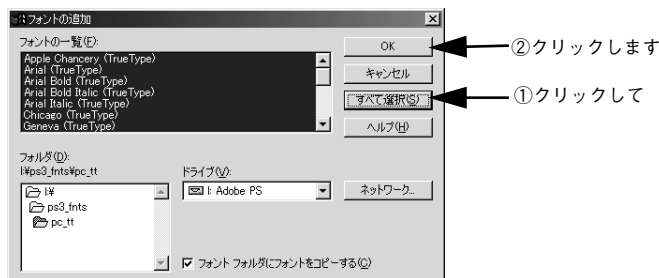 フォントの追加
フォントの一覧(F):
Apple Chancery (TrueType)
Arial (TrueType)
Arial Bold (TrueType)
Arial Bold Italic (TrueType)
Arial Italic (TrueType)
Chicago (TrueType)
Geneva (TrueType)
OK
キャンセル
すべて選択(S)
ヘルプ(H)
②クリックします
①クリックして
フォルダ(D):
I:¥ps3_fnts¥pc_tt
I:¥
ps3_fnts
pc_tt
ドライブ(V):
I: Adobe PS
ネットワーク...
フォント フォルダにフォントをコピーする(C)